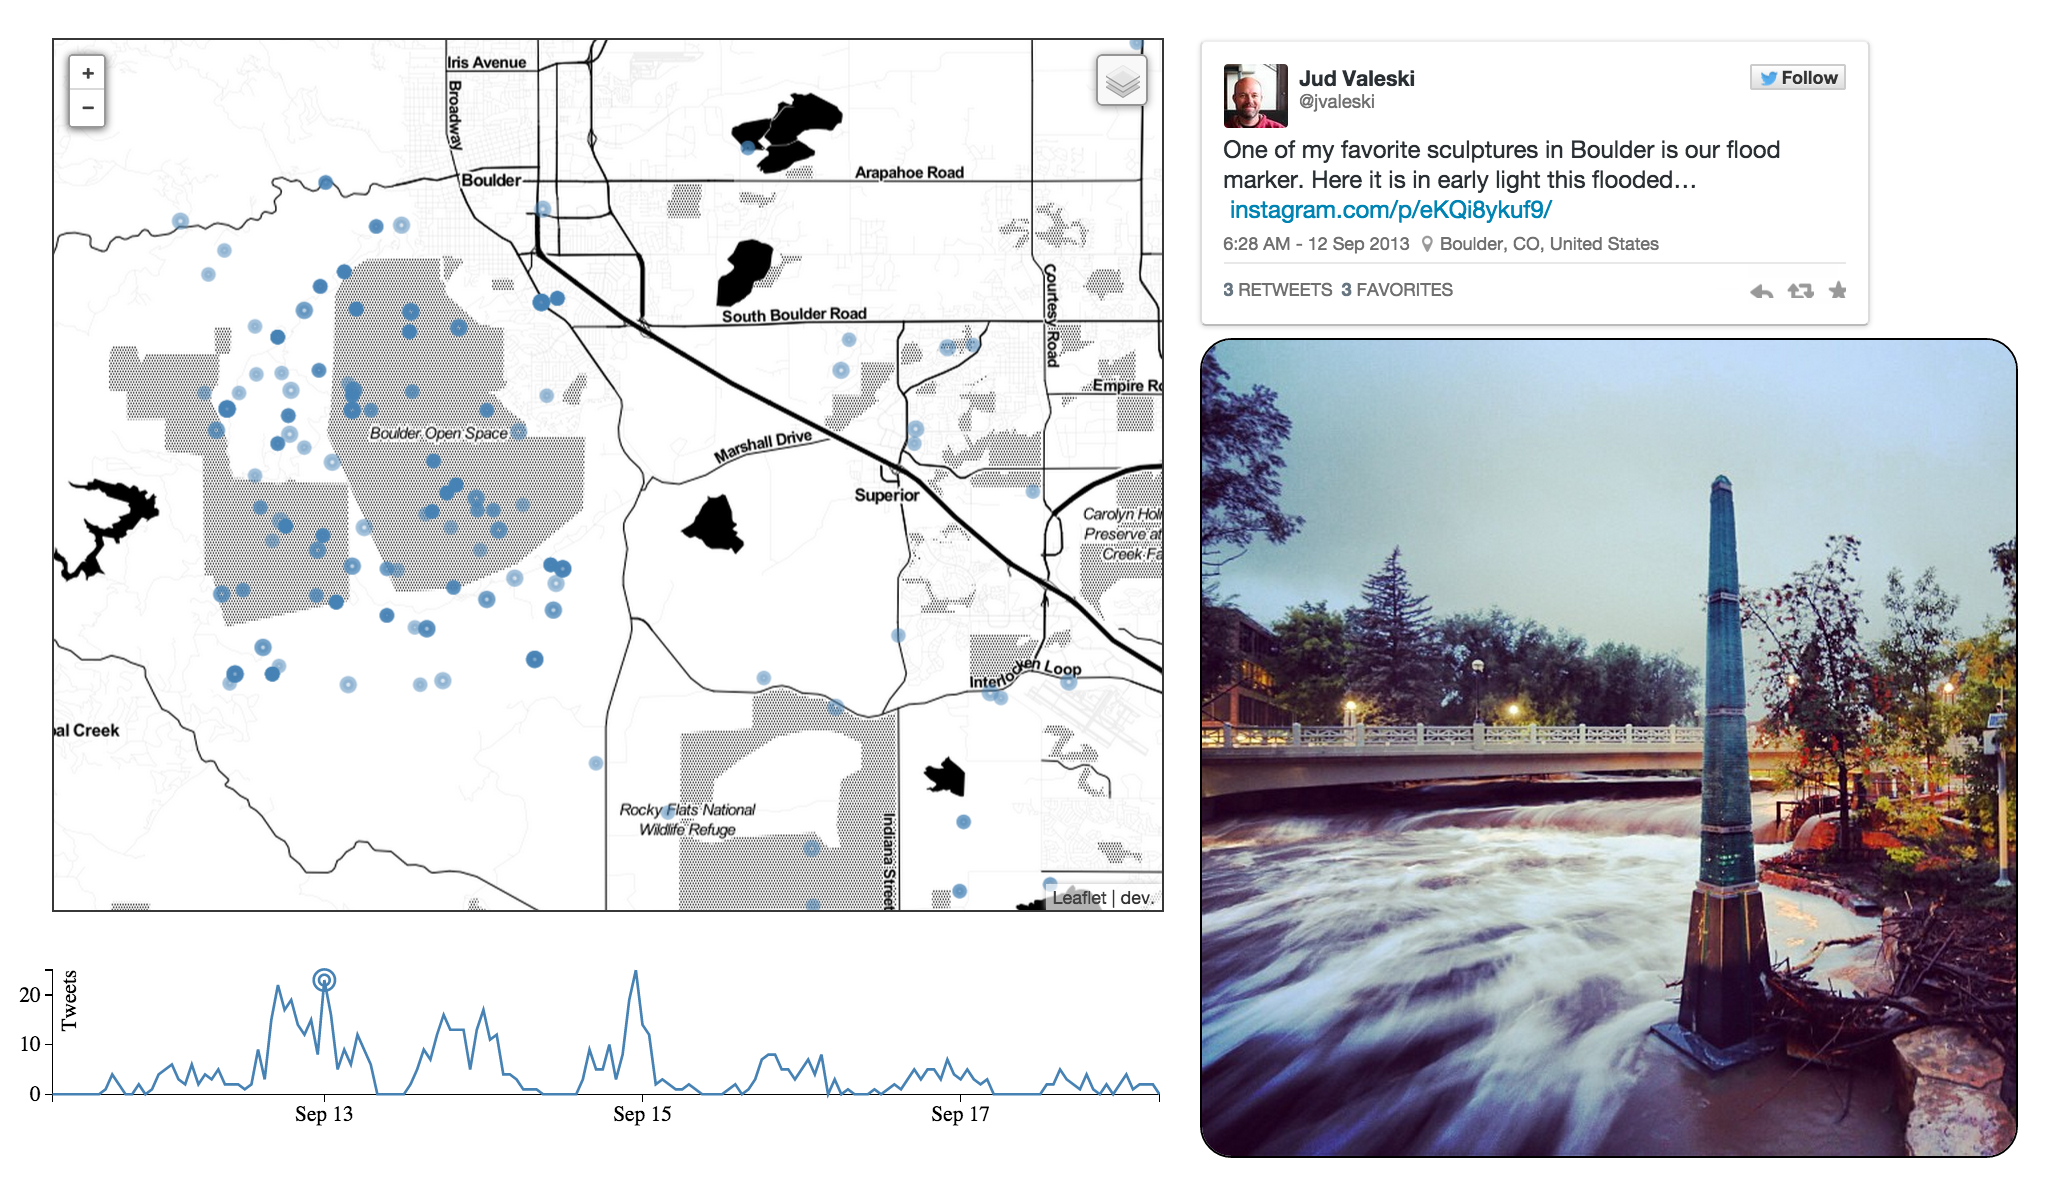 +
−
Iris Avenue
Broadway
Boulder
Arapahoe Road
South Boulder Road
Courtesy Road
Empire Ro
Boulder Open Space
Marshall Drive
Superior
Carolyn Holm
Preserve at
Creek Fa
Interlocken Loop
al Creek
Rocky Flats National
Wildlife Refuge
Indiana Street
Leaflet | dev.
Tweets
20
10
0
Sep 13
Sep 15
Sep 17
Jud Valeski
@jvaleski
Follow
One of my favorite sculptures in Boulder is our flood
marker. Here it is in early light this flooded…
instagram.com/p/eKQi8ykuf9/
6:28 AM - 12 Sep 2013 Boulder, CO, United States
3 RETWEETS 3 FAVORITES